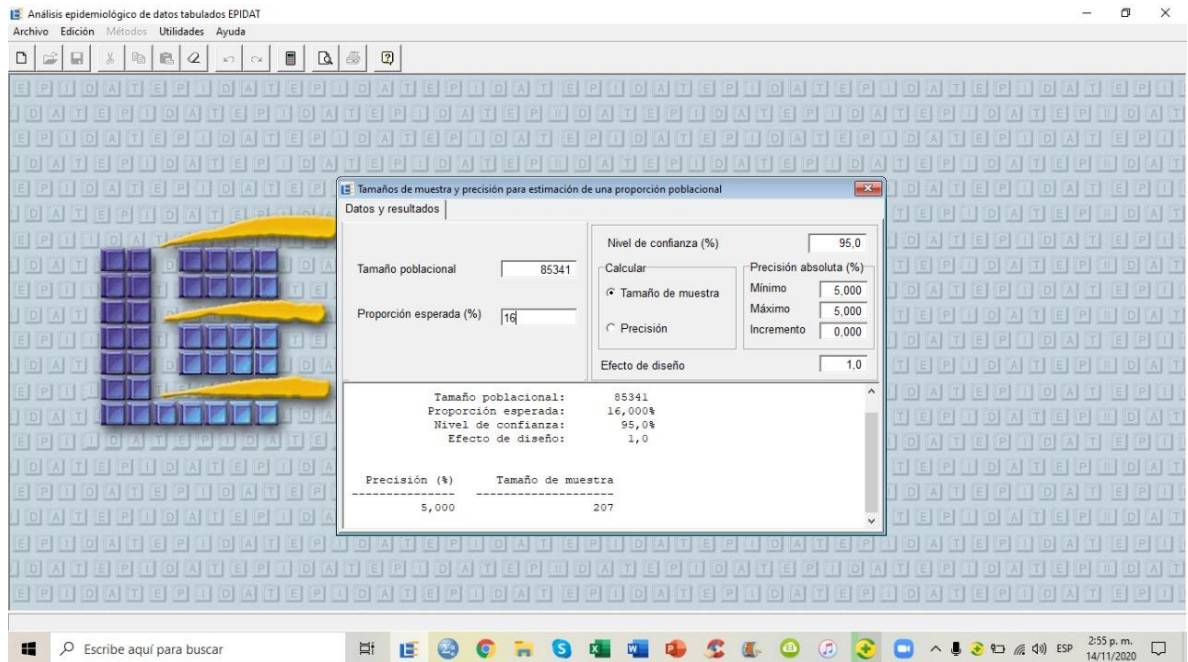 Análisis epidemiológico de datos tabulados EPIDAT
Archivo Edición Métodos Utilidades Ayuda
Tamaños de muestra y precisión para estimación de una proporción poblacional
Datos y resultados
Nivel de confianza (%) 95,0
Tamaño poblacional 85341
Proporción esperada (%) 16
Calcular
Tamaño de muestra
Precisión
Precisión absoluta (%)
Mínimo 5,000
Máximo 5,000
Incremento 0,000
Efecto de diseño 1,0
Tamaño poblacional: 85341
Proporción esperada: 16,000%
Nivel de confianza: 95,0%
Efecto de diseño: 1,0
Precisión (%) Tamaño de muestra
--------------- --------------------
5,000 207
Escribe aquí para buscar
ESP
2:55 p. m.
14/11/2020